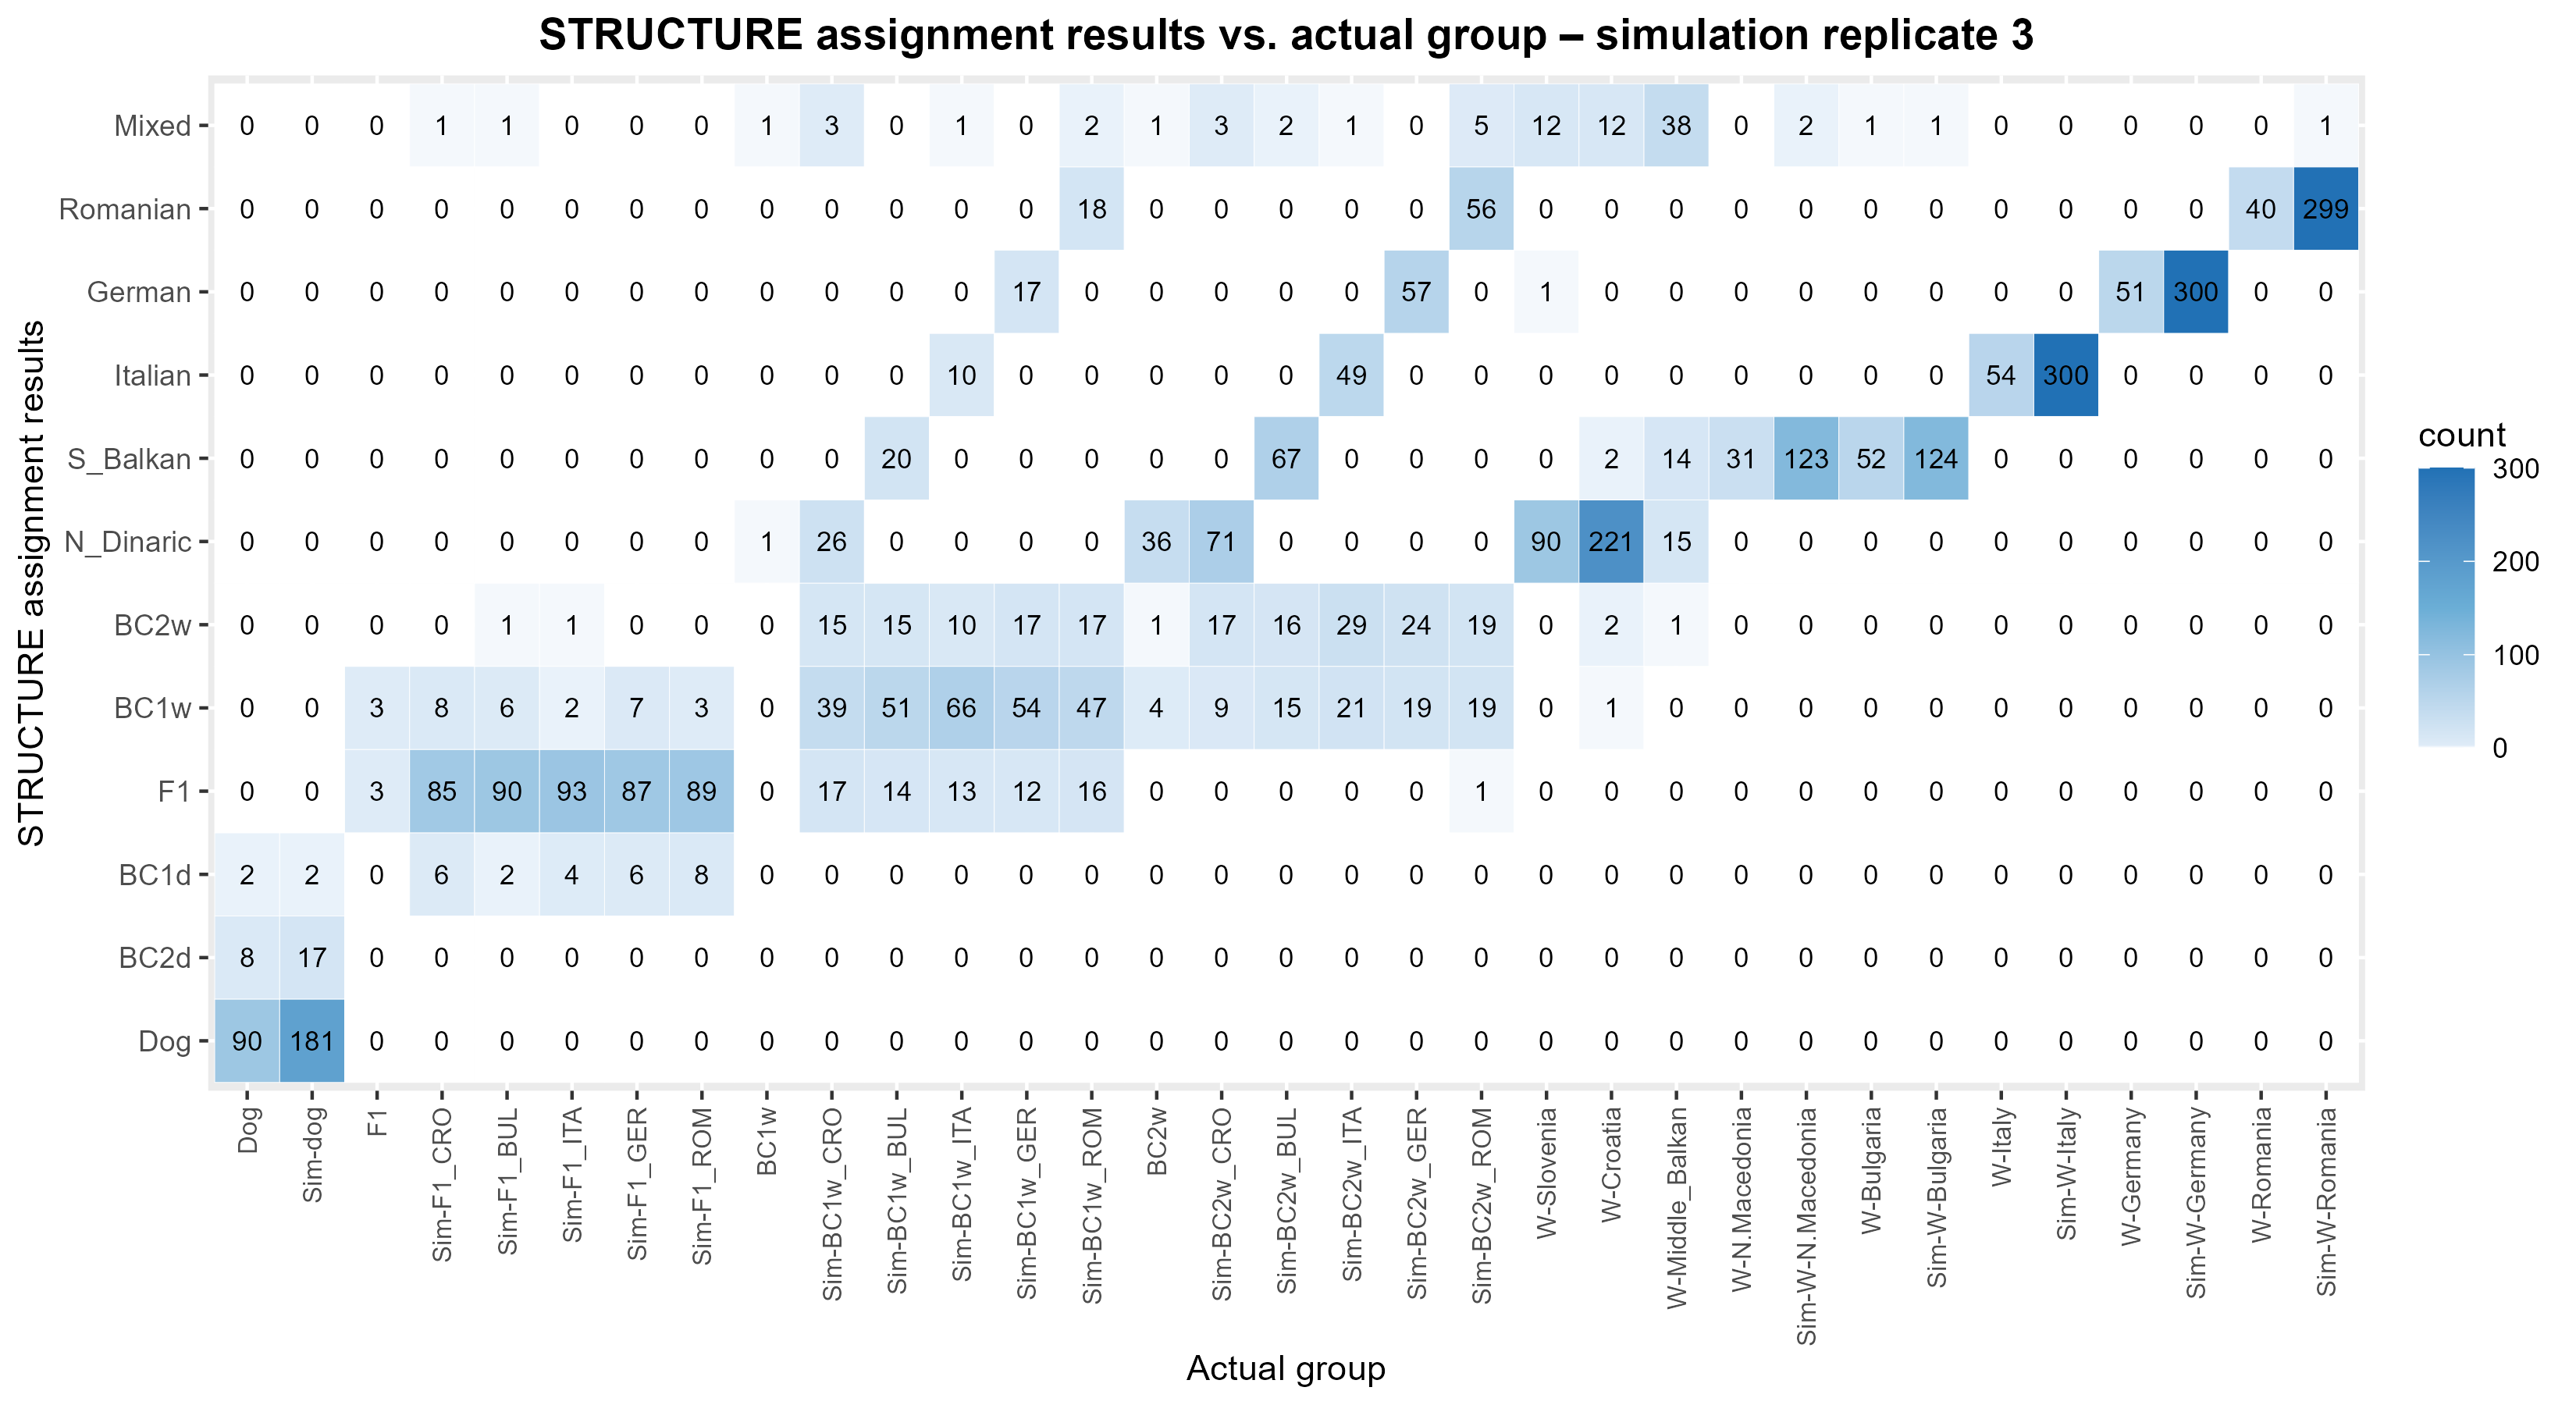 STRUCTURE assignment results vs. actual group – simulation replicate 3
STRUCTURE assignment results
Mixed 0 0 0 1 1 0 0 0 1 3 0 1 0 2 1 3 2 1 0 5 12 12 38 0 2 1 1 0 0 0 0 0 1
Romanian 0 0 0 0 0 0 0 0 0 0 0 0 0 18 0 0 0 0 0 56 0 0 0 0 0 0 0 0 0 0 0 40 299
German 0 0 0 0 0 0 0 0 0 0 0 0 17 0 0 0 0 0 57 0 1 0 0 0 0 0 0 0 0 51 300 0 0
Italian 0 0 0 0 0 0 0 0 0 0 0 10 0 0 0 0 0 49 0 0 0 0 0 0 0 0 0 54 300 0 0 0 0
S_Balkan 0 0 0 0 0 0 0 0 0 0 20 0 0 0 0 0 67 0 0 0 0 2 14 31 123 52 124 0 0 0 0 0 0
N_Dinaric 0 0 0 0 0 0 0 0 1 26 0 0 0 0 36 71 0 0 0 0 90 221 15 0 0 0 0 0 0 0 0 0 0
BC2w 0 0 0 0 1 1 0 0 0 15 15 10 17 17 1 17 16 29 24 19 0 2 1 0 0 0 0 0 0 0 0 0 0
BC1w 0 0 3 8 6 2 7 3 0 39 51 66 54 47 4 9 15 21 19 19 0 1 0 0 0 0 0 0 0 0 0 0 0
F1 0 0 3 85 90 93 87 89 0 17 14 13 12 16 0 0 0 0 0 1 0 0 0 0 0 0 0 0 0 0 0 0 0
BC1d 2 2 0 6 2 4 6 8 0 0 0 0 0 0 0 0 0 0 0 0 0 0 0 0 0 0 0 0 0 0 0 0 0
BC2d 8 17 0 0 0 0 0 0 0 0 0 0 0 0 0 0 0 0 0 0 0 0 0 0 0 0 0 0 0 0 0 0 0
Dog 90 181 0 0 0 0 0 0 0 0 0 0 0 0 0 0 0 0 0 0 0 0 0 0 0 0 0 0 0 0 0 0 0
Dog
Sim-dog
F1
Sim-F1_CRO
Sim-F1_BUL
Sim-F1_ITA
Sim-F1_GER
Sim-F1_ROM
BC1w
Sim-BC1w_CRO
Sim-BC1w_BUL
Sim-BC1w_ITA
Sim-BC1w_GER
Sim-BC1w_ROM
BC2w
Sim-BC2w_CRO
Sim-BC2w_BUL
Sim-BC2w_ITA
Sim-BC2w_GER
Sim-BC2w_ROM
W-Slovenia
W-Croatia
W-Middle_Balkan
W-N.Macedonia
Sim-W-N.Macedonia
W-Bulgaria
Sim-W-Bulgaria
W-Italy
Sim-W-Italy
W-Germany
Sim-W-Germany
W-Romania
Sim-W-Romania
Actual group
count
300
200
100
0